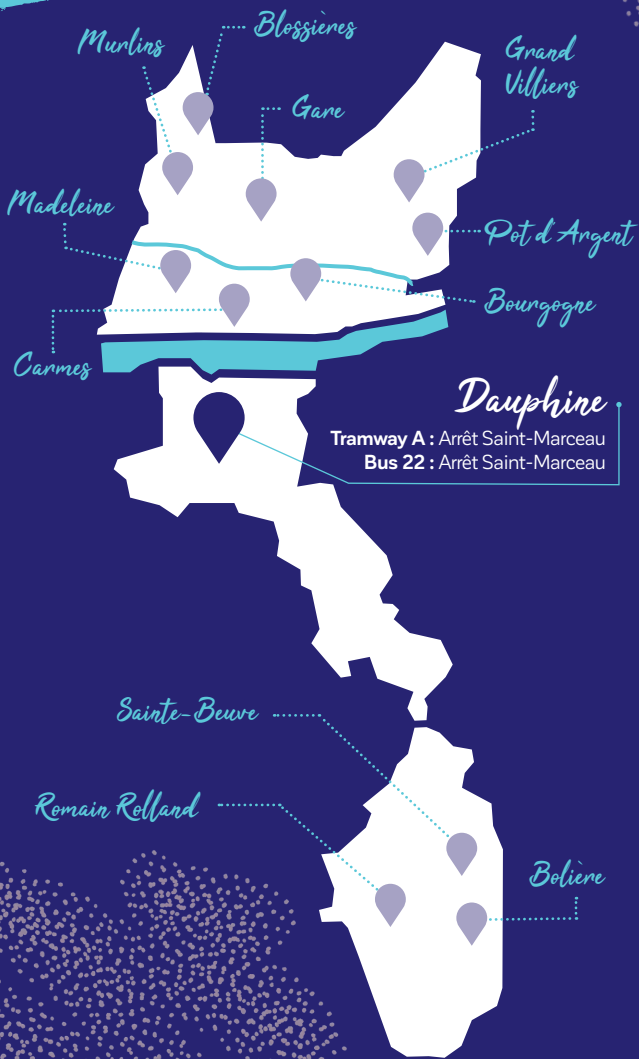 Blossières
Murlins
Grand
Villiers
Gare
Madeleine
Pot d'Argent
Bourgogne
Carmes
Dauphine
Tramway A : Arrêt Saint-Marceau
Bus 22 : Arrêt Saint-Marceau
Sainte-Beuve
Romain Rolland
Bolière